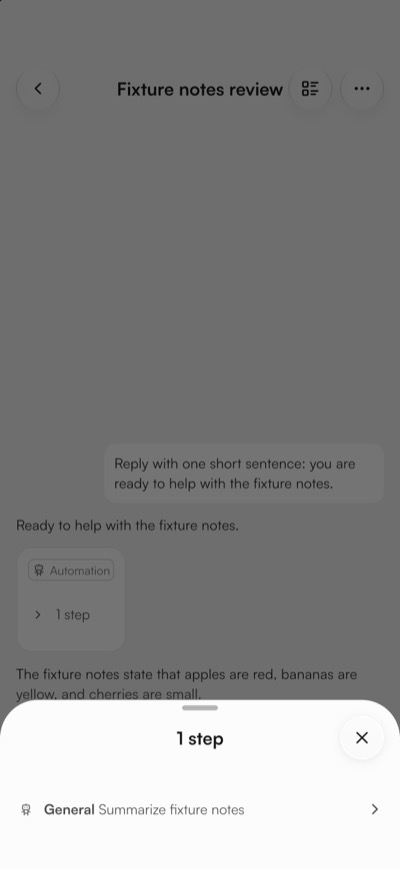 Fixture notes review
Reply with one short sentence: you are
ready to help with the fixture notes.
Ready to help with the fixture notes.
Automation
1 step
The fixture notes state that apples are red, bananas are
yellow, and cherries are small.
1 step
General Summarize fixture notes